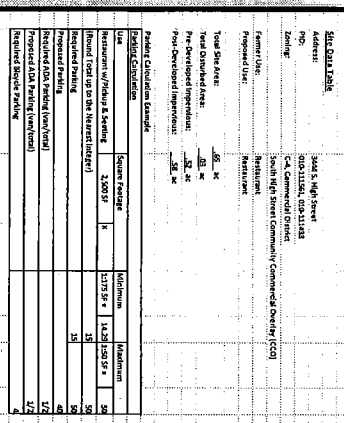 Site Data Table
Address: 3444 S. High Street
PID: 010-111561, 010-111433
Zoning: C-4, Commercial District
South High Street Community Commercial Overlay (CCO)
Former Use: Restaurant
Proposed Use: Restaurant
Total Site Area: .65 ac
Total Disturbed Area: .03 ac
Pre-Developed Impervious: .52 ac
Post-Developed Impervious: .58 ac
Parking Calculation Example
Parking Calculation
Use Square Footage Minimum Maximum
Restaurant w/Pickup & Seating 2,500 SF x 1:175 SF = 14.29 1:50 SF = 50
(Round Total up to the Nearest Integer) 15 50
Required Parking 15 50
Proposed Parking 40
Required ADA Parking (van/total) 1/2
Proposed ADA Parking (van/total) 1/2
Required Bicycle Parking 4